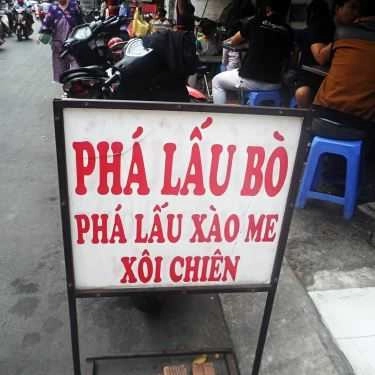 PHÁ LẤU BÒ
PHÁ LẤU XÀO ME
XÔI CHIÊN